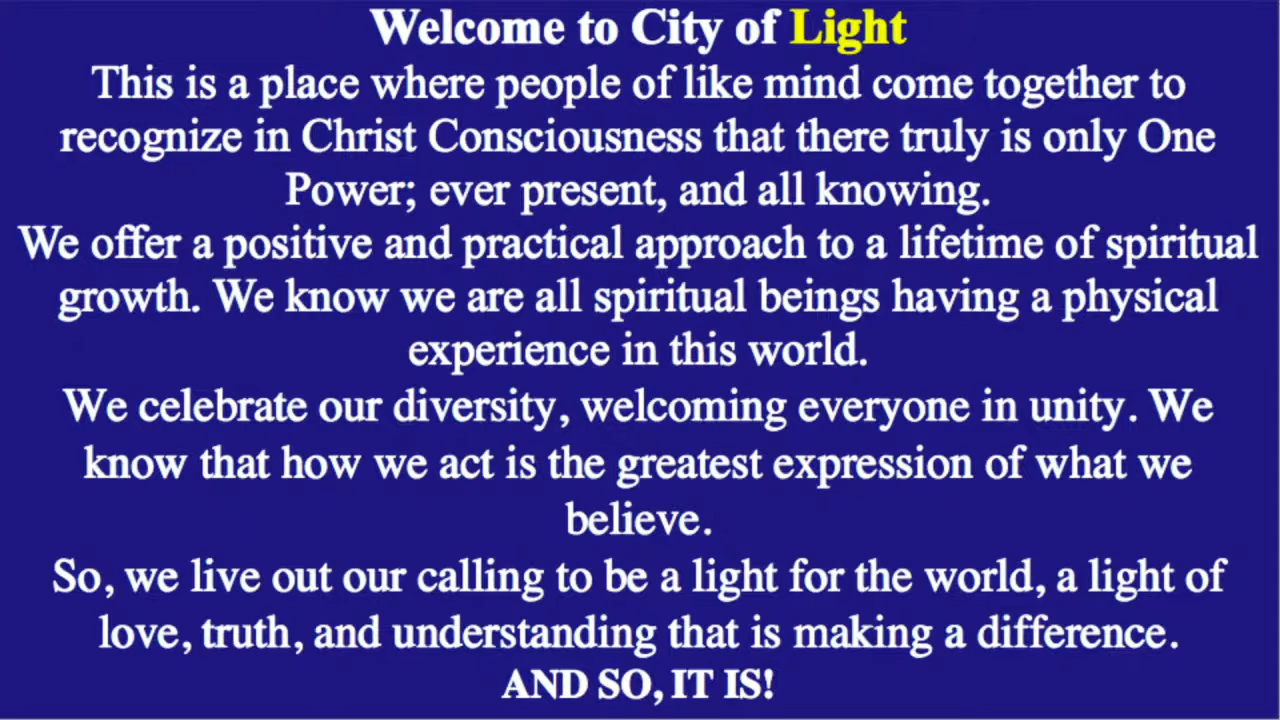 Welcome to City of Light
This is a place where people of like mind come together to
recognize in Christ Consciousness that there truly is only One
Power; ever present, and all knowing.
We offer a positive and practical approach to a lifetime of spiritual
growth. We know we are all spiritual beings having a physical
experience in this world.
We celebrate our diversity, welcoming everyone in unity. We
know that how we act is the greatest expression of what we
believe.
So, we live out our calling to be a light for the world, a light of
love, truth, and understanding that is making a difference.
AND SO, IT IS!